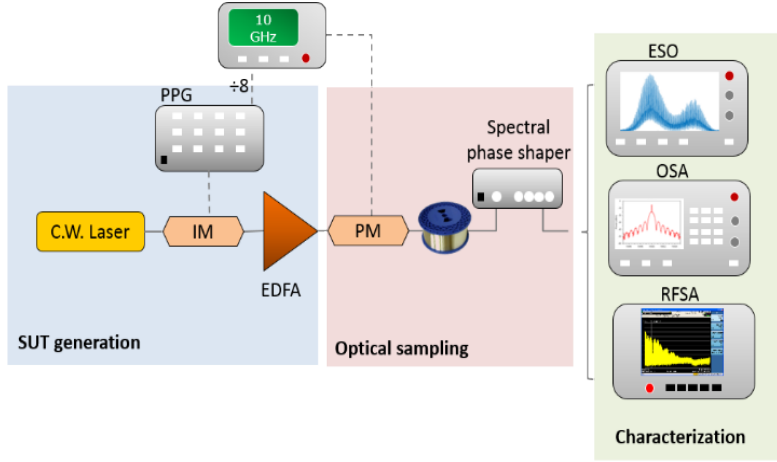 10
GHz
÷8
PPG
C.W. Laser
IM
EDFA
SUT generation
PM
Spectral
phase shaper
Optical sampling
ESO
OSA
RFSA
Characterization